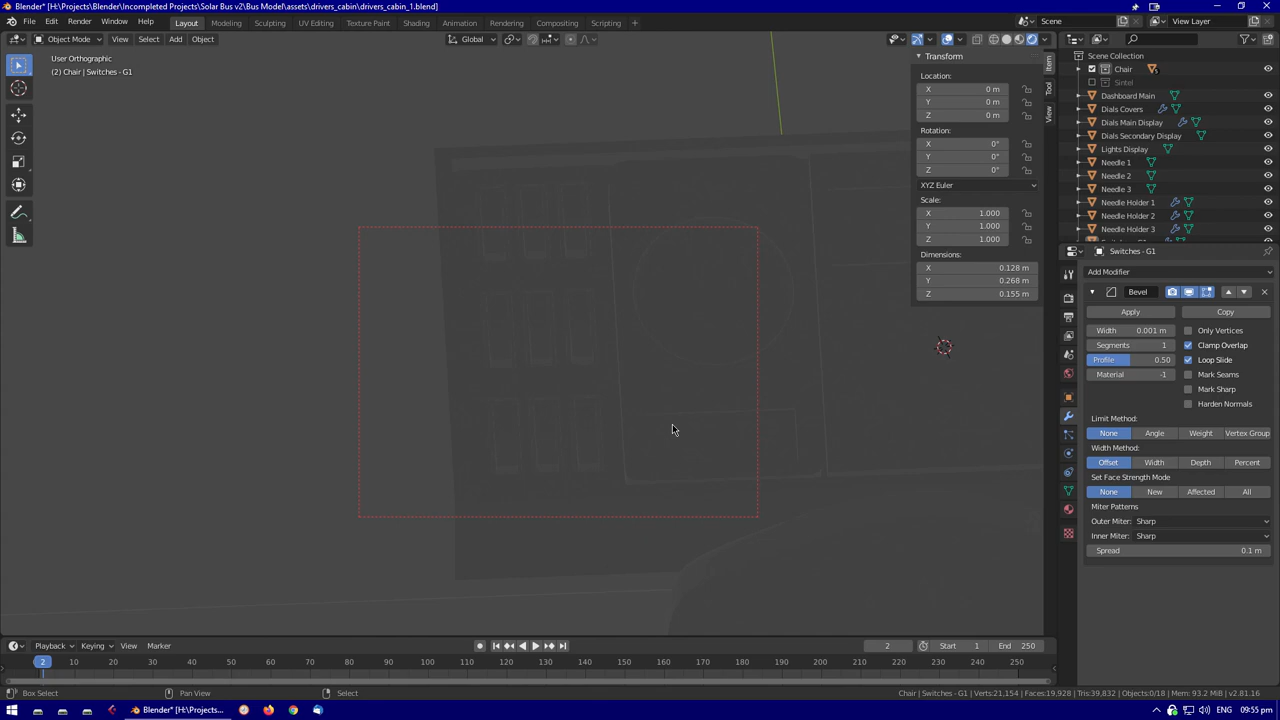 Blender* [H:\Projects\Blender\Incompleted Projects\Solar Bus v2\Bus Model\assets\drivers_cabin\drivers_cabin_1.blend]
File Edit Render Window Help Layout Modeling Sculpting UV Editing Texture Paint Shading Animation Rendering Compositing Scripting + Scene View Layer
Object Mode View Select Add Object Global
User Orthographic
(2) Chair | Switches - G1
Transform
Location:
X 0 m
Y 0 m
Z 0 m
Rotation:
X 0°
Y 0°
Z 0°
XYZ Euler
Scale:
X 1.000
Y 1.000
Z 1.000
Dimensions:
X 0.128 m
Y 0.268 m
Z 0.155 m
Item
Tool
View
Scene Collection
Chair
Sintel
Dashboard Main
Dials Covers
Dials Main Display
Dials Secondary Display
Lights Display
Needle 1
Needle 2
Needle 3
Needle Holder 1
Needle Holder 2
Needle Holder 3
Switches - G1
Add Modifier
Bevel
Apply Copy
Width 0.001 m Only Vertices
Segments 1 Clamp Overlap
Profile 0.50 Loop Slide
Material -1 Mark Seams
Mark Sharp
Harden Normals
Limit Method:
None Angle Weight Vertex Group
Width Method:
Offset Width Depth Percent
Set Face Strength Mode
None New Affected All
Miter Patterns
Outer Miter: Sharp
Inner Miter: Sharp
Spread 0.1 m
Playback Keying View Marker 2 Start 1 End 250
2 10 20 30 40 50 60 70 80 90 100 110 120 130 140 150 160 170 180 190 200 210 220 230 240 250
Box Select Pan View Select Chair | Switches - G1 | Verts:21,154 | Faces:19,928 | Tris:39,832 | Objects:0/18 | Mem: 93.2 MiB | v2.81.16
Blender* [H:\Projects... ENG 09:55 pm